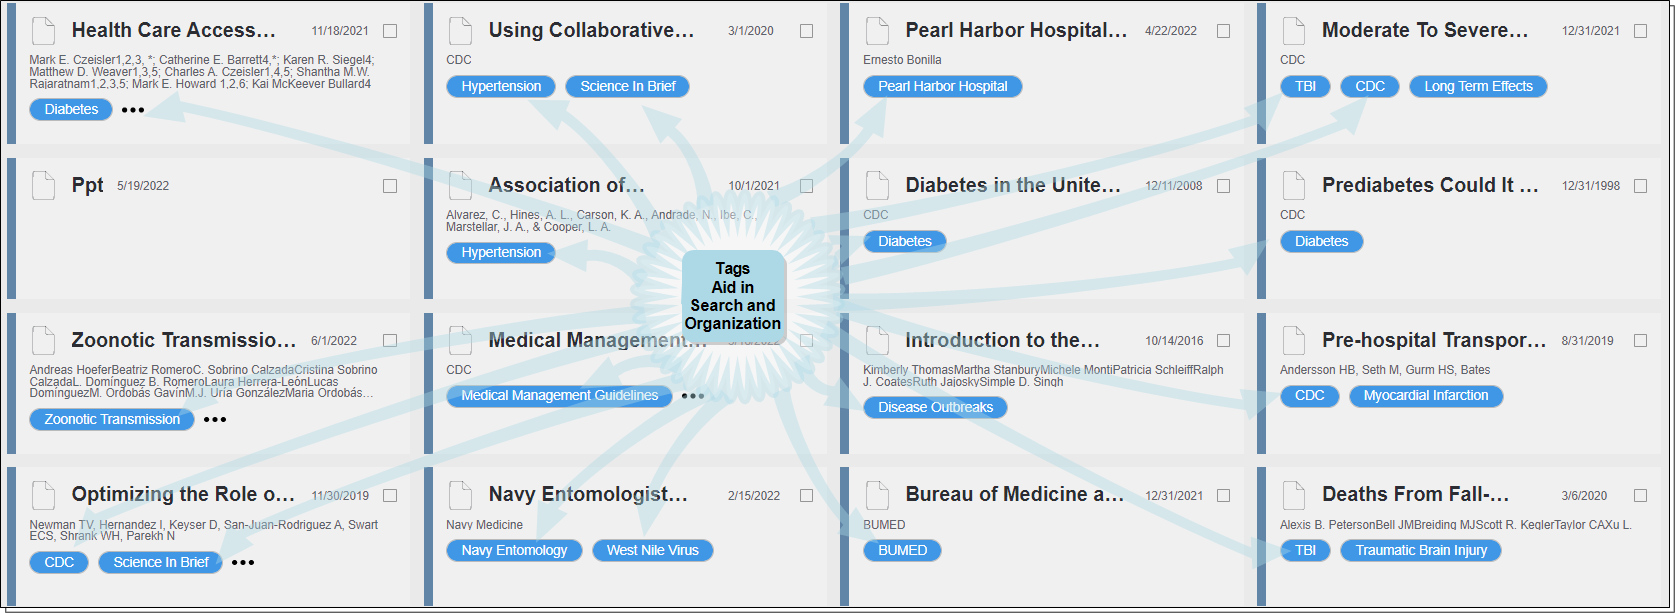 Health Care Access... 11/18/2021
Mark E. Czeisler1,2,3, *; Catherine E. Barrett4,*; Karen R. Siegel4;
Matthew D. Weaver1,3,5; Charles A. Czeisler1,4,5; Shantha M.W.
Rajaratnam1,2,3,5; Mark E. Howard 1,2,6; Kai McKeever Bullard4
Diabetes •••
Using Collaborative... 3/1/2020
CDC
Hypertension Science In Brief
Pearl Harbor Hospital... 4/22/2022
Ernesto Bonilla
Pearl Harbor Hospital
Moderate To Severe... 12/31/2021
CDC
TBI CDC Long Term Effects
Ppt 5/19/2022
Association of... 10/1/2021
Alvarez, C., Hines, A. L., Carson, K. A., Andrade, N., Ibe, C.,
Marstellar, J. A., & Cooper, L. A.
Hypertension
Diabetes in the Unite... 12/11/2008
CDC
Diabetes
Prediabetes Could It ... 12/31/1998
CDC
Diabetes
Tags
Aid in
Search and
Organization
Zoonotic Transmissio... 6/1/2022
Andreas HoeferBeatriz RomeroC. Sobrino CalzadaCristina Sobrino
CalzadaL. Domínguez B. RomeroLaura Herrera-LeónLucas
DomínguezM. Ordobás GavínM.J. Uría GonzálezMaría Ordobás...
Zoonotic Transmission •••
Medical Management...
CDC
Medical Management Guidelines •••
Introduction to the... 10/14/2016
Kimberly ThomasMartha StanburyMichele MontiPatricia SchleiffRalph
J. CoatesRuth JajoskySimple D. Singh
Disease Outbreaks
Pre-hospital Transpor... 8/31/2019
Andersson HB, Seth M, Gurm HS, Bates
CDC Myocardial Infarction
Optimizing the Role o... 11/30/2019
Newman TV, Hernandez I, Keyser D, San-Juan-Rodriguez A, Swart
ECS, Shrank WH, Parekh N
CDC Science In Brief •••
Navy Entomologist... 2/15/2022
Navy Medicine
Navy Entomology West Nile Virus
Bureau of Medicine a... 12/31/2021
BUMED
BUMED
Deaths From Fall-... 3/6/2020
Alexis B. PetersonBell JMBreiding MJScott R. KeglerTaylor CAXu L.
TBI Traumatic Brain Injury